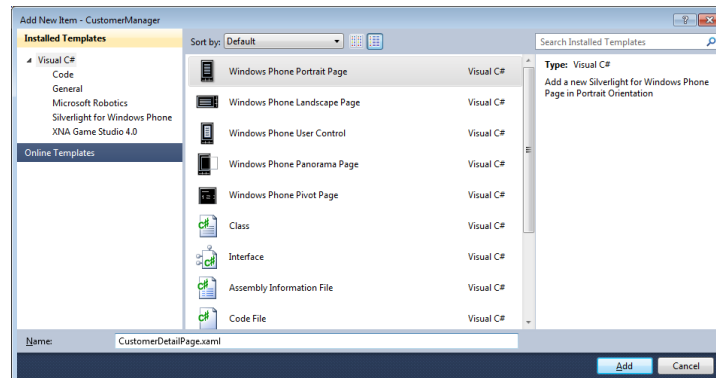 Add New Item - CustomerManager
Installed Templates
Sort by: Default
Search Installed Templates
Visual C#
Code
General
Microsoft Robotics
Silverlight for Windows Phone
XNA Game Studio 4.0
Online Templates
Windows Phone Portrait Page Visual C#
Windows Phone Landscape Page Visual C#
Windows Phone User Control Visual C#
Windows Phone Panorama Page Visual C#
Windows Phone Pivot Page Visual C#
Class Visual C#
Interface Visual C#
Assembly Information File Visual C#
Code File Visual C#
Type: Visual C#
Add a new Silverlight for Windows Phone
Page in Portrait Orientation
Name: CustomerDetailPage.xaml
Add Cancel